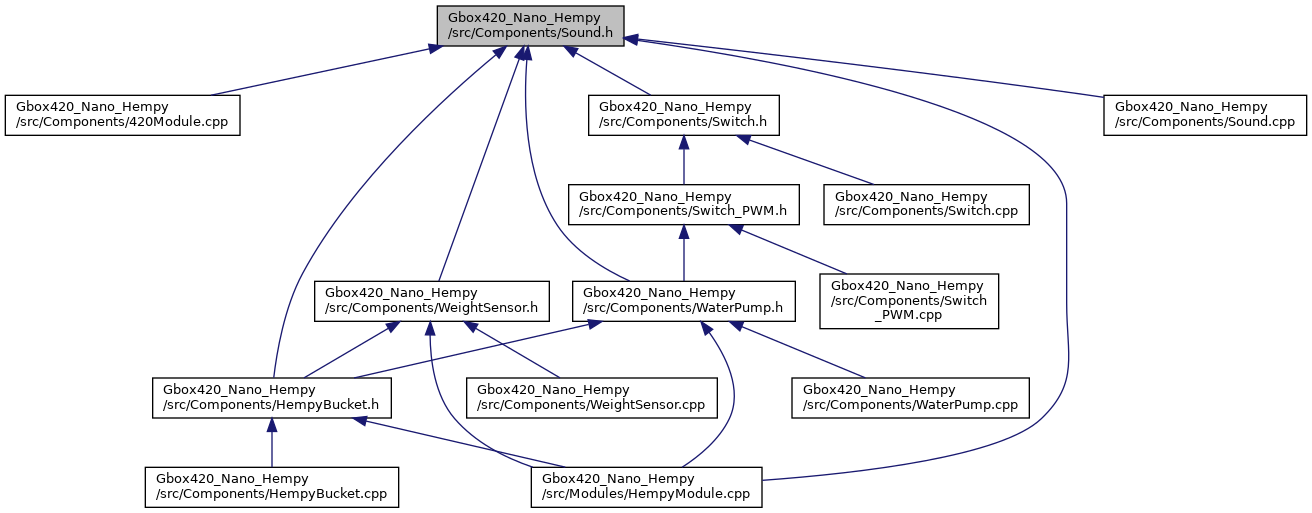 Gbox420_Nano_Hempy
/src/Components/Sound.h
Gbox420_Nano_Hempy
/src/Components/420Module.cpp
Gbox420_Nano_Hempy
/src/Components/Switch.h
Gbox420_Nano_Hempy
/src/Components/Sound.cpp
Gbox420_Nano_Hempy
/src/Components/Switch_PWM.h
Gbox420_Nano_Hempy
/src/Components/Switch.cpp
Gbox420_Nano_Hempy
/src/Components/WeightSensor.h
Gbox420_Nano_Hempy
/src/Components/WaterPump.h
Gbox420_Nano_Hempy
/src/Components/Switch
_PWM.cpp
Gbox420_Nano_Hempy
/src/Components/HempyBucket.h
Gbox420_Nano_Hempy
/src/Components/WeightSensor.cpp
Gbox420_Nano_Hempy
/src/Components/WaterPump.cpp
Gbox420_Nano_Hempy
/src/Components/HempyBucket.cpp
Gbox420_Nano_Hempy
/src/Modules/HempyModule.cpp